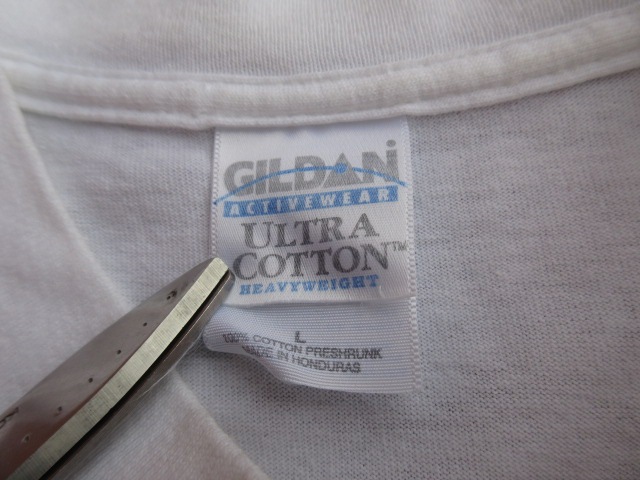 GILDAN
ACTIVEWEAR
ULTRA
COTTON™
HEAVYWEIGHT
L
100% COTTON PRESHRUNK
MADE IN HONDURAS